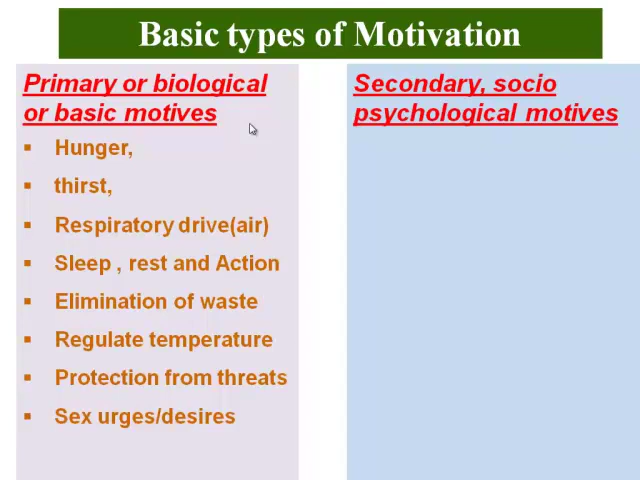 Basic types of Motivation
Primary or biological
or basic motives
▪ Hunger,
▪ thirst,
▪ Respiratory drive(air)
▪ Sleep , rest and Action
▪ Elimination of waste
▪ Regulate temperature
▪ Protection from threats
▪ Sex urges/desires
Secondary, socio
psychological motives